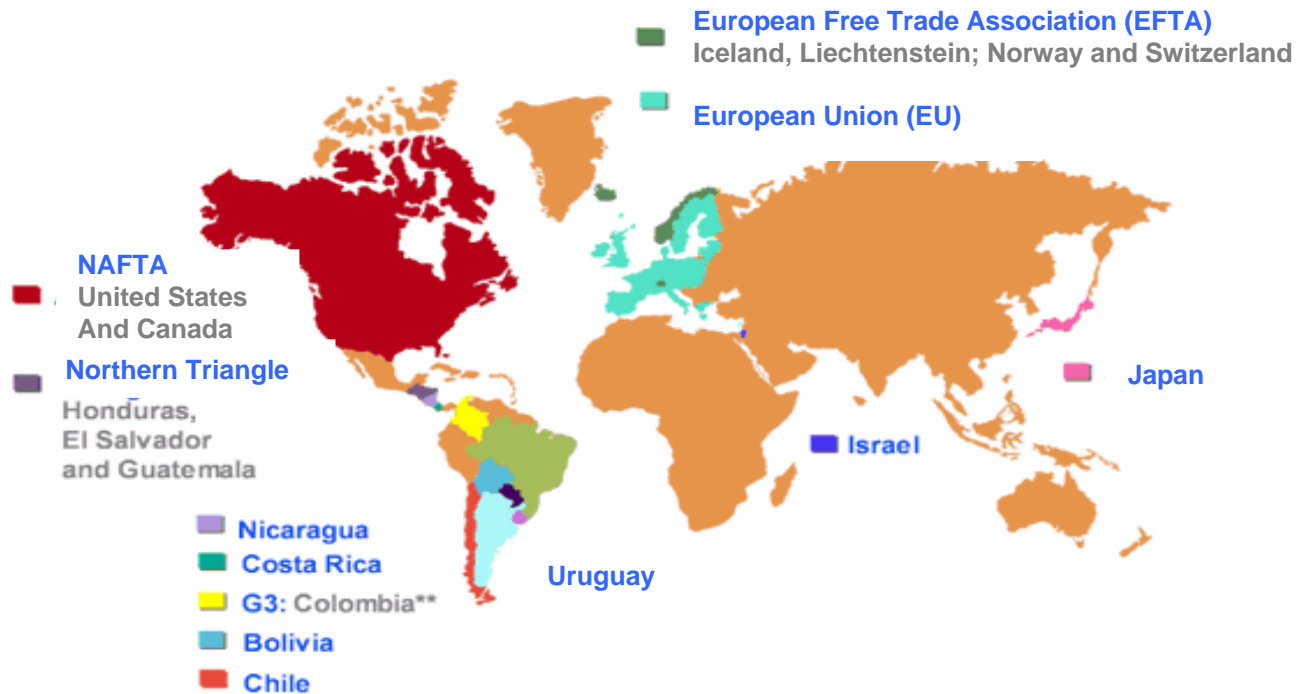 European Free Trade Association (EFTA)
Iceland, Liechtenstein; Norway and Switzerland
European Union (EU)
NAFTA
United States
And Canada
Northern Triangle
Honduras,
El Salvador
and Guatemala
Japan
Israel
Nicaragua
Costa Rica
G3: Colombia**
Bolivia
Chile
Uruguay